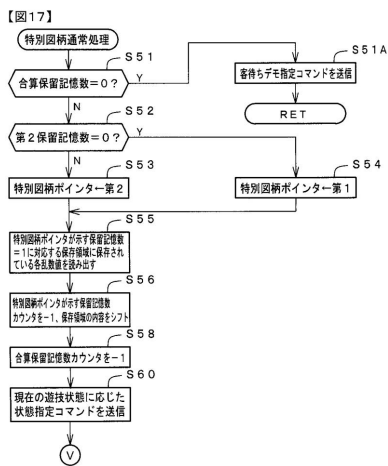 【図17】
特別図柄通常処理
S51
合算保留記憶数＝0？
Y
N
S51A
客待ちデモ指定コマンドを送信
RET
S52
第2保留記憶数＝0？
Y
N
S53
特別図柄ポインタ←第2
S54
特別図柄ポインタ←第1
S55
特別図柄ポインタが示す保留記憶数
＝1に対応する保存領域に保存され
ている各乱数値を読み出す
S56
特別図柄ポインタが示す保留記憶数
カウンタを－1、保存領域の内容をシフト
S58
合算保留記憶数カウンタを－1
S60
現在の遊技状態に応じた
状態指定コマンドを送信
V